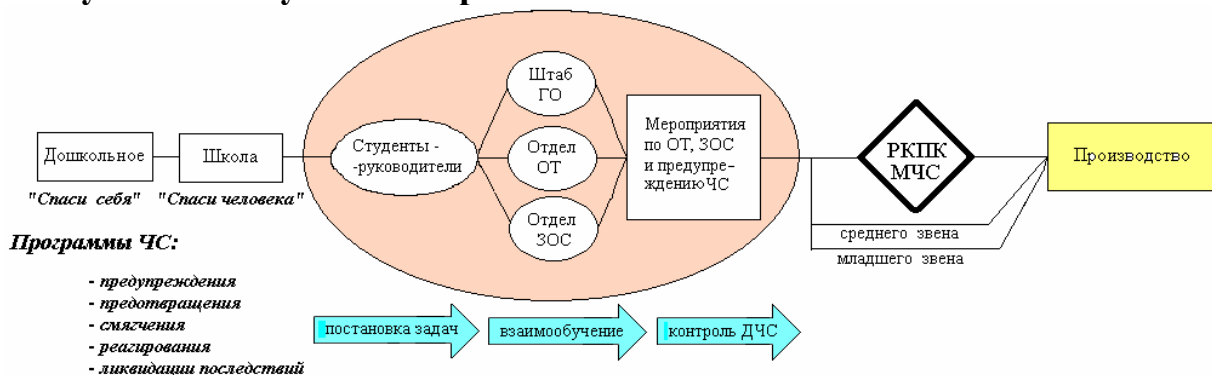 Дошкольное
Школа
"Спаси себя"
"Спаси человека"
Студенты -
-руководители
Штаб
ГО
Отдел
ОТ
Отдел
ЗОС
Мероприятия
по ОТ, ЗОС
и предупре-
ждению ЧС
РКПК
МЧС
среднего звена
младшего звена
Производство
Программы ЧС:
- предупреждения
- предотвращения
- смягчения
- реагирования
- ликвидации последствий
постановка задач
взаимообучение
контроль ДЧС